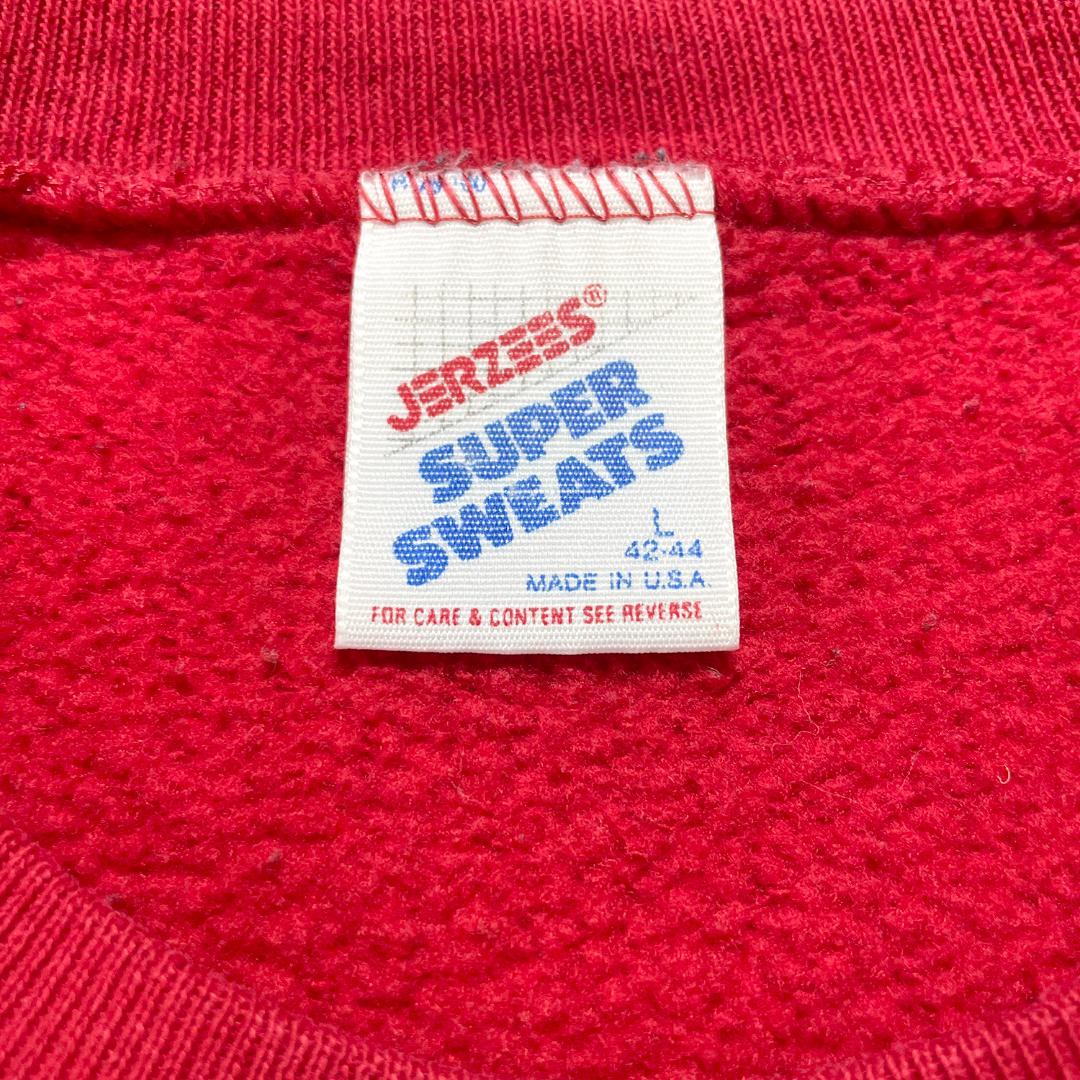 JERZEES®
SUPER
SWEATS
L
42-44
MADE IN U.S.A.
FOR CARE & CONTENT SEE REVERSE